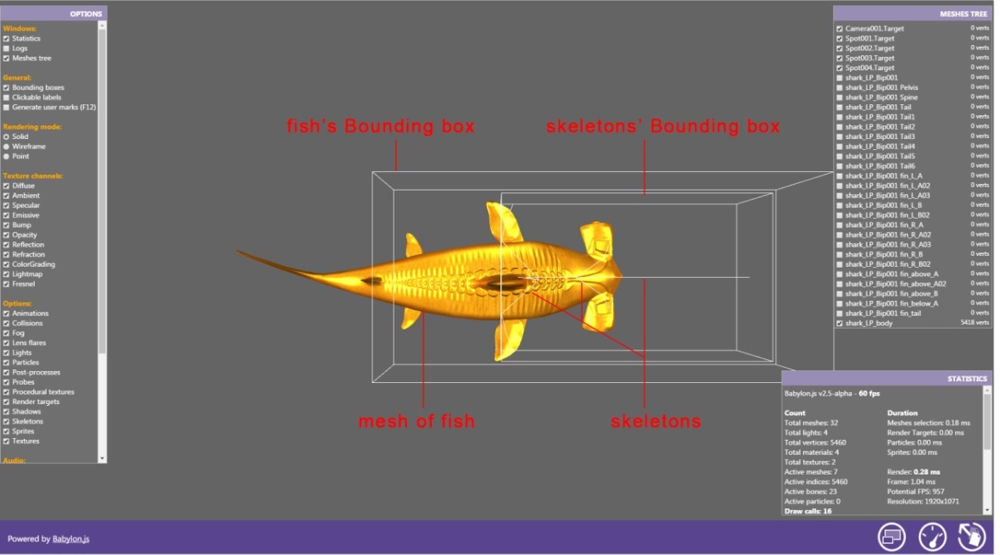 OPTIONS
Windows:
Statistics
Logs
Meshes tree
General:
Bounding boxes
Clickable labels
Generate user marks (F12)
Rendering mode:
Solid
Wireframe
Point
Texture channels:
Diffuse
Ambient
Specular
Emissive
Bump
Opacity
Reflection
Refraction
ColorGrading
Lightmap
Fresnel
Options:
Animations
Collisions
Fog
Lens flares
Lights
Particles
Post-processes
Probes
Procedural textures
Render targets
Shadows
Skeletons
Sprites
Textures
Audio:
fish's Bounding box
skeletons' Bounding box
mesh of fish
skeletons
MESHES TREE
Camera001.Target 0 verts
Spot001.Target 0 verts
Spot002.Target 0 verts
Spot003.Target 0 verts
Spot004.Target 0 verts
shark_LP_Bip001 0 verts
shark_LP_Bip001 Pelvis 0 verts
shark_LP_Bip001 Spine 0 verts
shark_LP_Bip001 Tail 0 verts
shark_LP_Bip001 Tail1 0 verts
shark_LP_Bip001 Tail2 0 verts
shark_LP_Bip001 Tail3 0 verts
shark_LP_Bip001 Tail4 0 verts
shark_LP_Bip001 Tail5 0 verts
shark_LP_Bip001 Tail6 0 verts
shark_LP_Bip001 fin_L_A 0 verts
shark_LP_Bip001 fin_L_A02 0 verts
shark_LP_Bip001 fin_L_A03 0 verts
shark_LP_Bip001 fin_L_B 0 verts
shark_LP_Bip001 fin_L_B02 0 verts
shark_LP_Bip001 fin_R_A 0 verts
shark_LP_Bip001 fin_R_A02 0 verts
shark_LP_Bip001 fin_R_A03 0 verts
shark_LP_Bip001 fin_R_B 0 verts
shark_LP_Bip001 fin_R_B02 0 verts
shark_LP_Bip001 fin_above_A 0 verts
shark_LP_Bip001 fin_above_A02 0 verts
shark_LP_Bip001 fin_above_B 0 verts
shark_LP_Bip001 fin_below_A 0 verts
shark_LP_Bip001 fin_tail 0 verts
shark_LP_body 5418 verts
STATISTICS
Babylon.js v2.5-alpha - 60 fps
Count
Total meshes: 32
Total lights: 4
Total vertices: 5460
Total materials: 4
Total textures: 2
Active meshes: 7
Active indices: 5460
Active bones: 23
Active particles: 0
Draw calls: 16
Duration
Meshes selection: 0.18 ms
Render Targets: 0.00 ms
Particles: 0.00 ms
Sprites: 0.00 ms
Render: 0.28 ms
Frame: 1.04 ms
Potential FPS: 957
Resolution: 1920x1071
Powered by Babylon.js